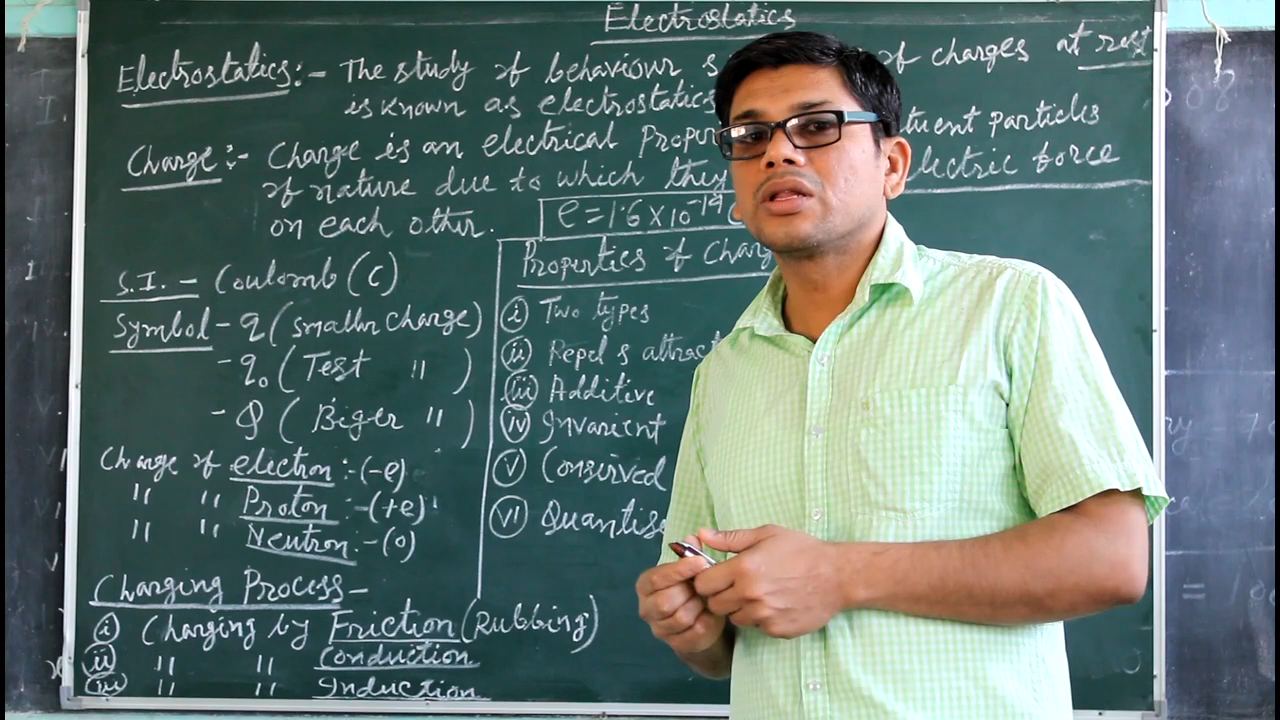 Electrostatics
Electrostatics:- The study of behaviour of charges at rest
is known as electrostatics
Charge:- Charge is an electrical Proper tuent particles
of nature due to which they lectric force
on each other.
e = 1.6 × 10⁻¹⁹ C
S.I. - Coulomb (C)
Symbol - q (smaller charge)
- q₀ (Test " )
- Q ( Biger " )
Charge of electron :- (-e)
" " Proton :- (+e)
" " Neutron :- (0)
Charging Process -
i) Charging by Friction (Rubbing)
ii) " " Conduction
iii) " " Induction
Properties of Charg
i Two types
ii Repel & attract
iii Additive
iv Invarient
v Conserved
vi Quantise